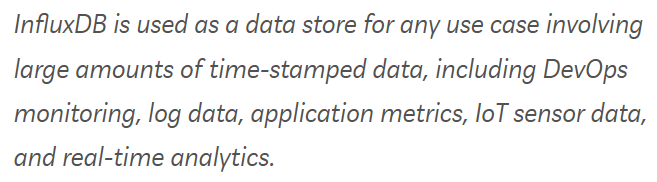 InfluxDB is used as a data store for any use case involving
large amounts of time-stamped data, including DevOps
monitoring, log data, application metrics, IoT sensor data,
and real-time analytics.